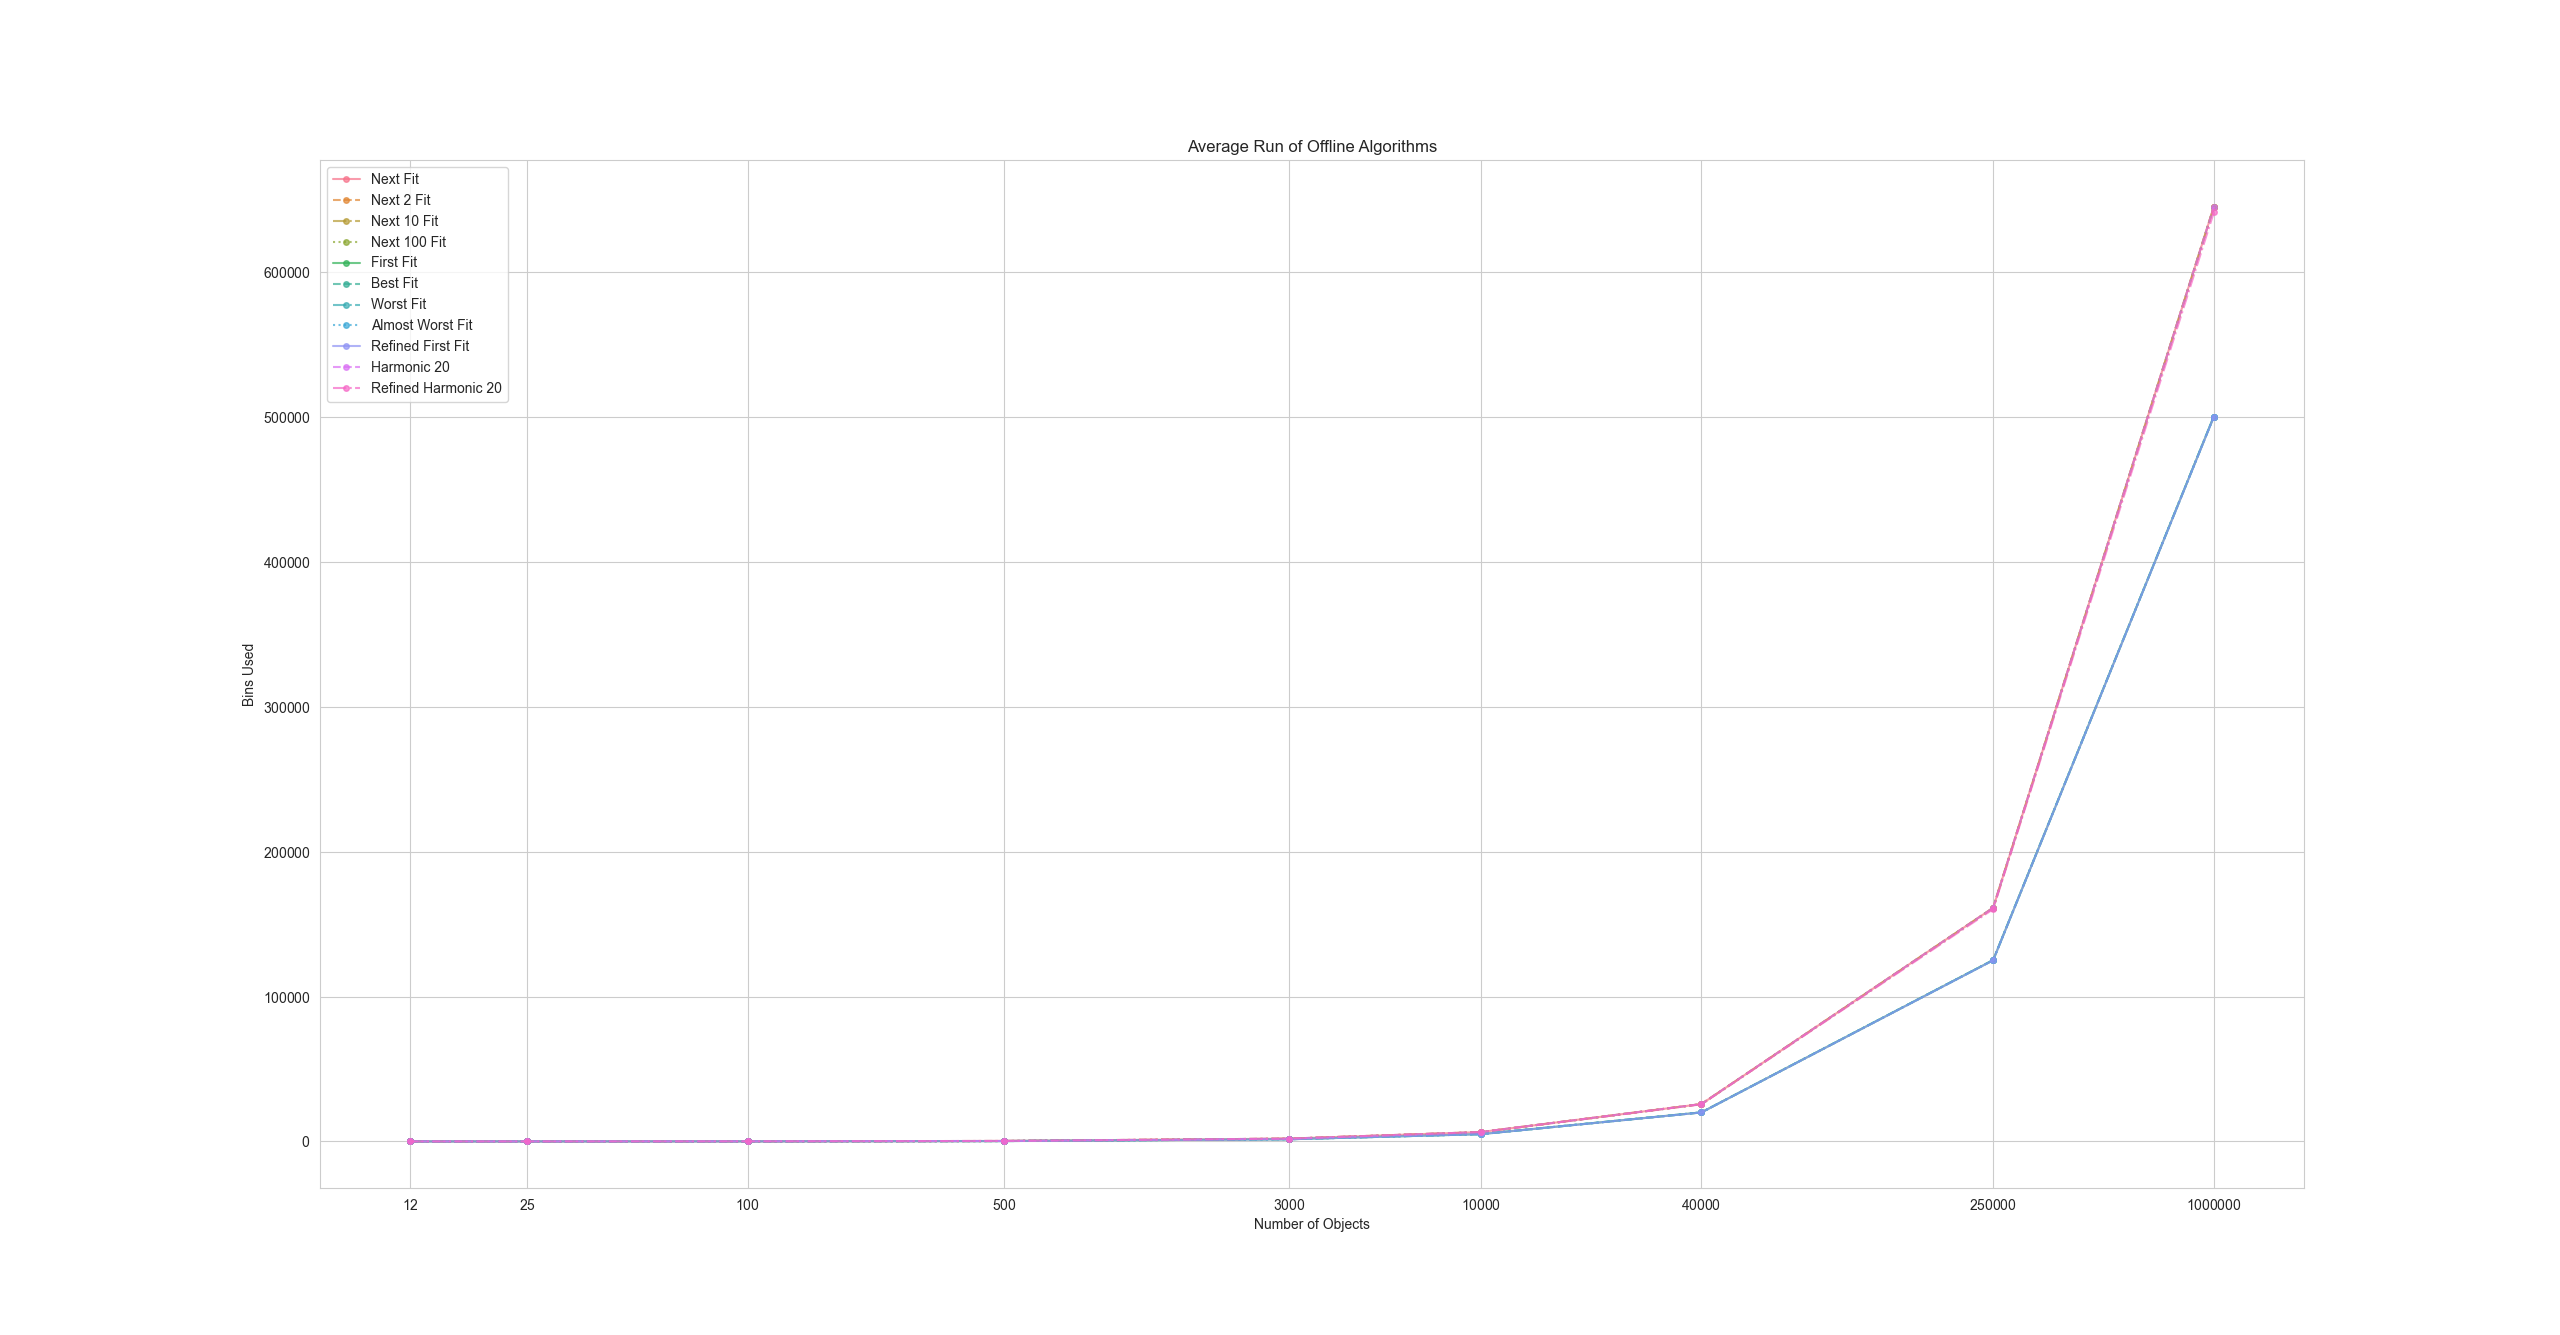 Average Run of Offline Algorithms
Next Fit
Next 2 Fit
Next 10 Fit
Next 100 Fit
First Fit
Best Fit
Worst Fit
Almost Worst Fit
Refined First Fit
Harmonic 20
Refined Harmonic 20
600000
500000
400000
300000
200000
100000
0
Bins Used
12 25 100 500 3000 10000 40000 250000 1000000
Number of Objects